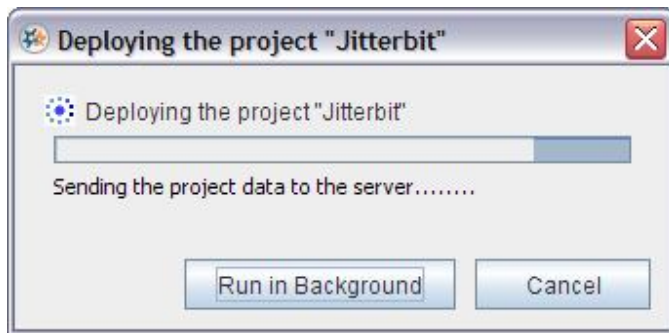 Deploying the project "Jitterbit"
Deploying the project "Jitterbit"
Sending the project data to the server........
Run in Background
Cancel